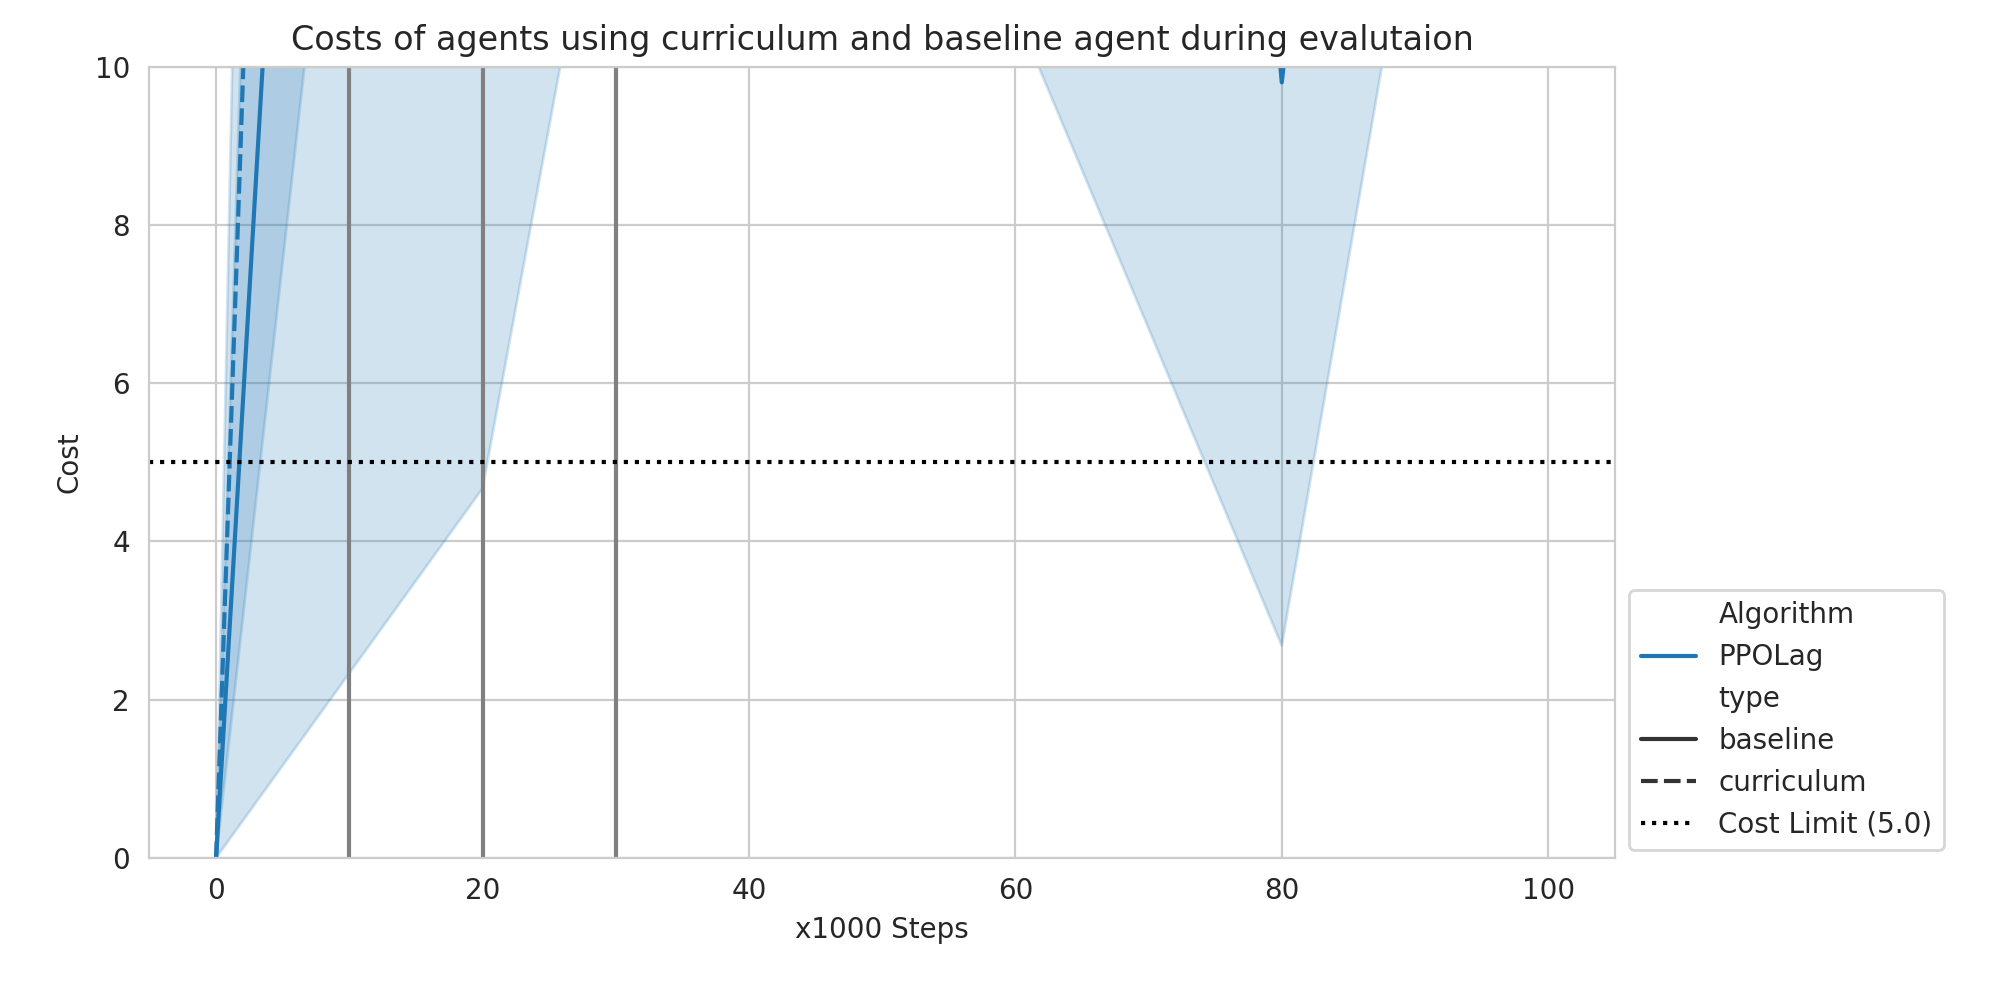 Costs of agents using curriculum and baseline agent during evalutaion
10
8
6
4
2
0
Cost
0 20 40 60 80 100
x1000 Steps
Algorithm
PPOLag
type
baseline
curriculum
Cost Limit (5.0)